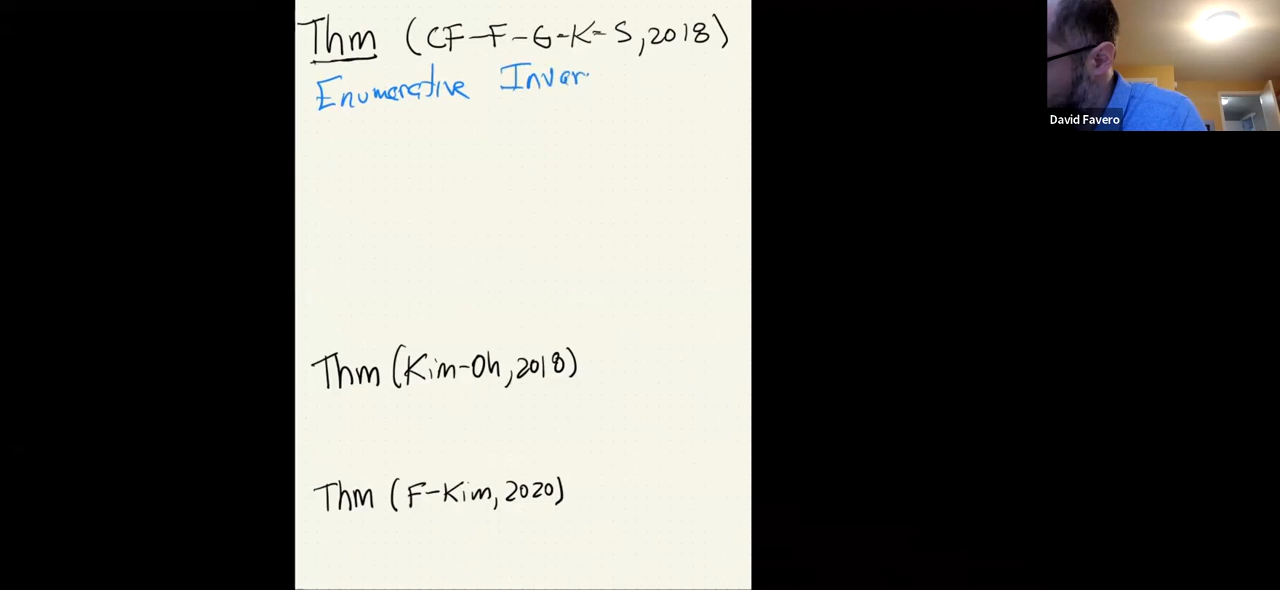 Thm (CF-F-G-K-S, 2018)
Enumerative Invar
David Favero
Thm (Kim-Oh, 2018)
Thm (F-Kim, 2020)